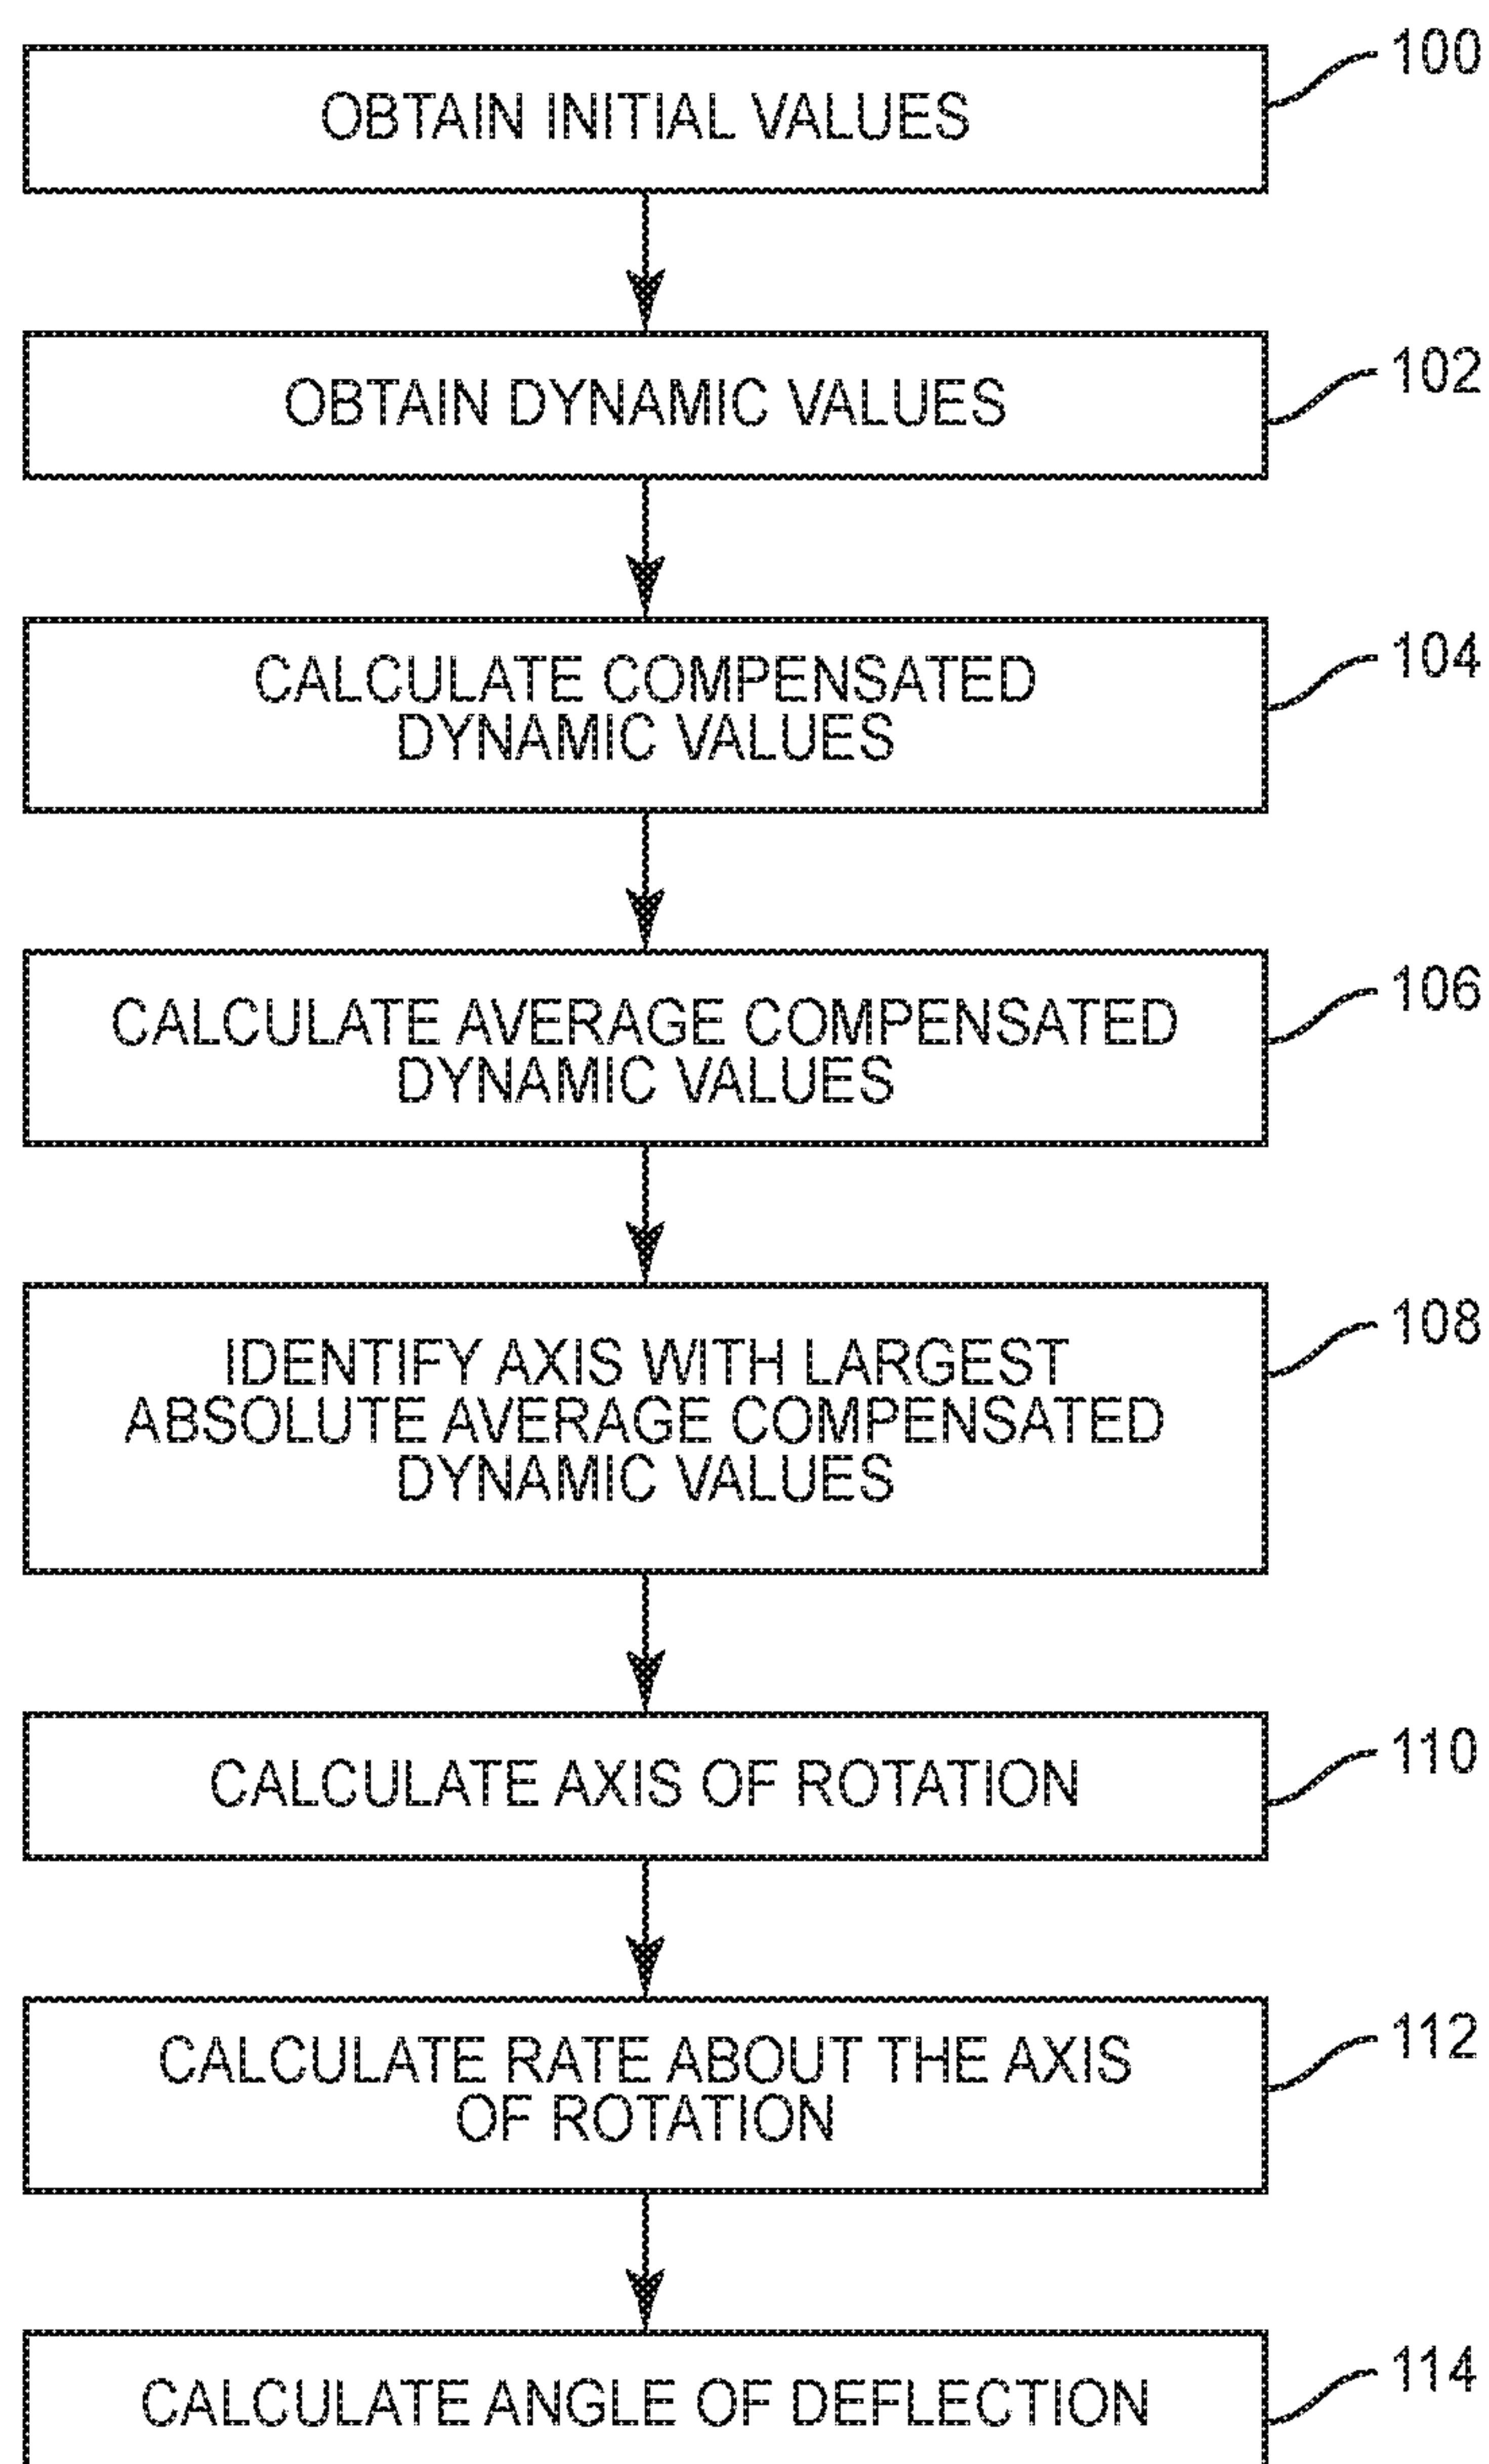 100
OBTAIN INITIAL VALUES
102
OBTAIN DYNAMIC VALUES
104
CALCULATE COMPENSATED
DYNAMIC VALUES
106
CALCULATE AVERAGE COMPENSATED
DYNAMIC VALUES
108
IDENTIFY AXIS WITH LARGEST
ABSOLUTE AVERAGE COMPENSATED
DYNAMIC VALUES
110
CALCULATE AXIS OF ROTATION
112
CALCULATE RATE ABOUT THE AXIS
OF ROTATION
114
CALCULATE ANGLE OF DEFLECTION